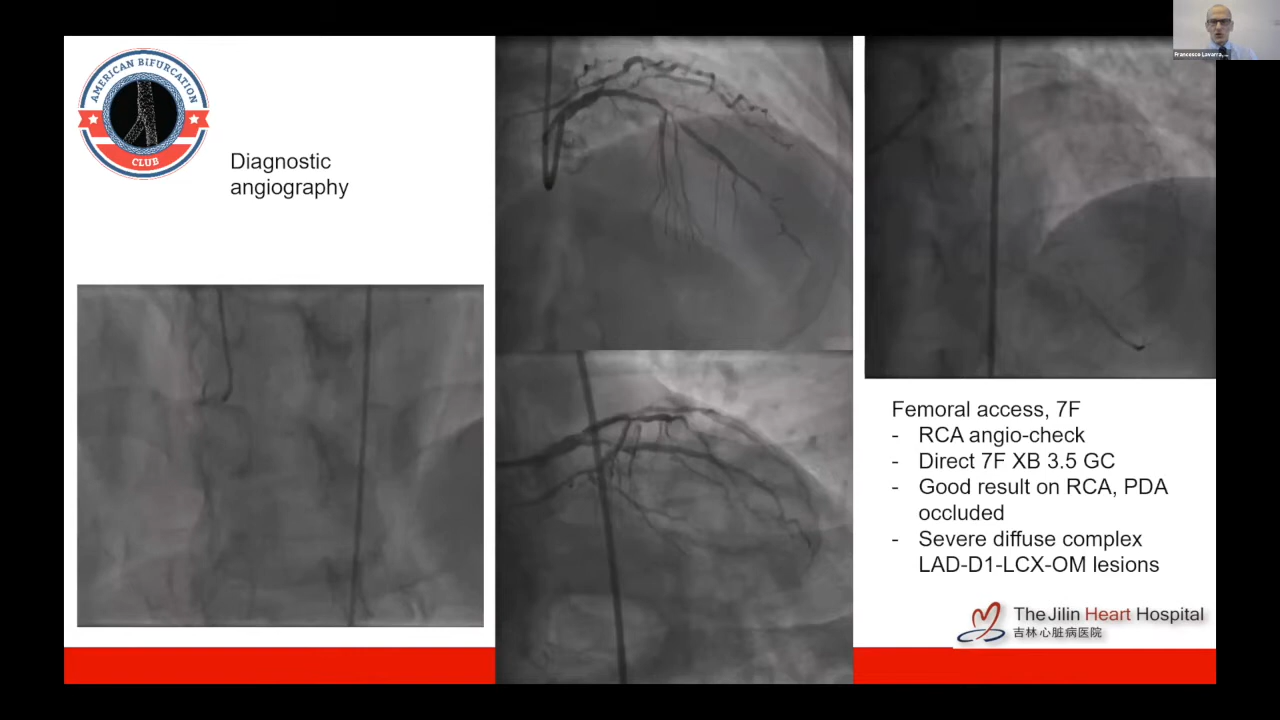 AMERICAN BIFURCATION
CLUB
Diagnostic
angiography
Francesco Lavarra,...
Femoral access, 7F
- RCA angio-check
- Direct 7F XB 3.5 GC
- Good result on RCA, PDA
occluded
- Severe diffuse complex
LAD-D1-LCX-OM lesions
The Jilin Heart Hospital
吉林心脏病医院